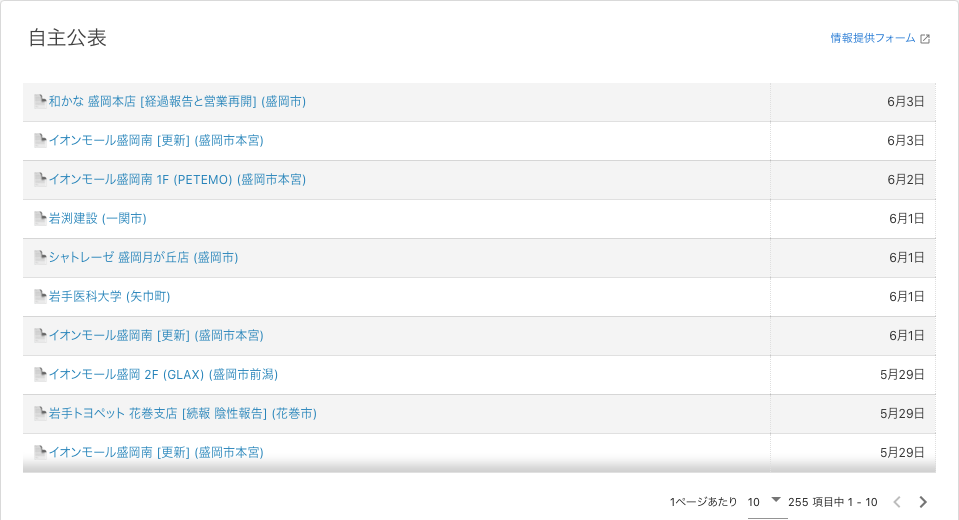 自主公表
情報提供フォーム
和かな 盛岡本店 [経過報告と営業再開] (盛岡市) 6月3日
イオンモール盛岡南 [更新] (盛岡市本宮) 6月3日
イオンモール盛岡南 1F (PETEMO) (盛岡市本宮) 6月2日
岩渕建設 (一関市) 6月1日
シャトレーゼ 盛岡月が丘店 (盛岡市) 6月1日
岩手医科大学 (矢巾町) 6月1日
イオンモール盛岡南 [更新] (盛岡市本宮) 6月1日
イオンモール盛岡 2F (GLAX) (盛岡市前潟) 5月29日
岩手トヨペット 花巻支店 [続報 陰性報告] (花巻市) 5月29日
イオンモール盛岡南 [更新] (盛岡市本宮) 5月29日
1ページあたり 10 255 項目中 1 - 10